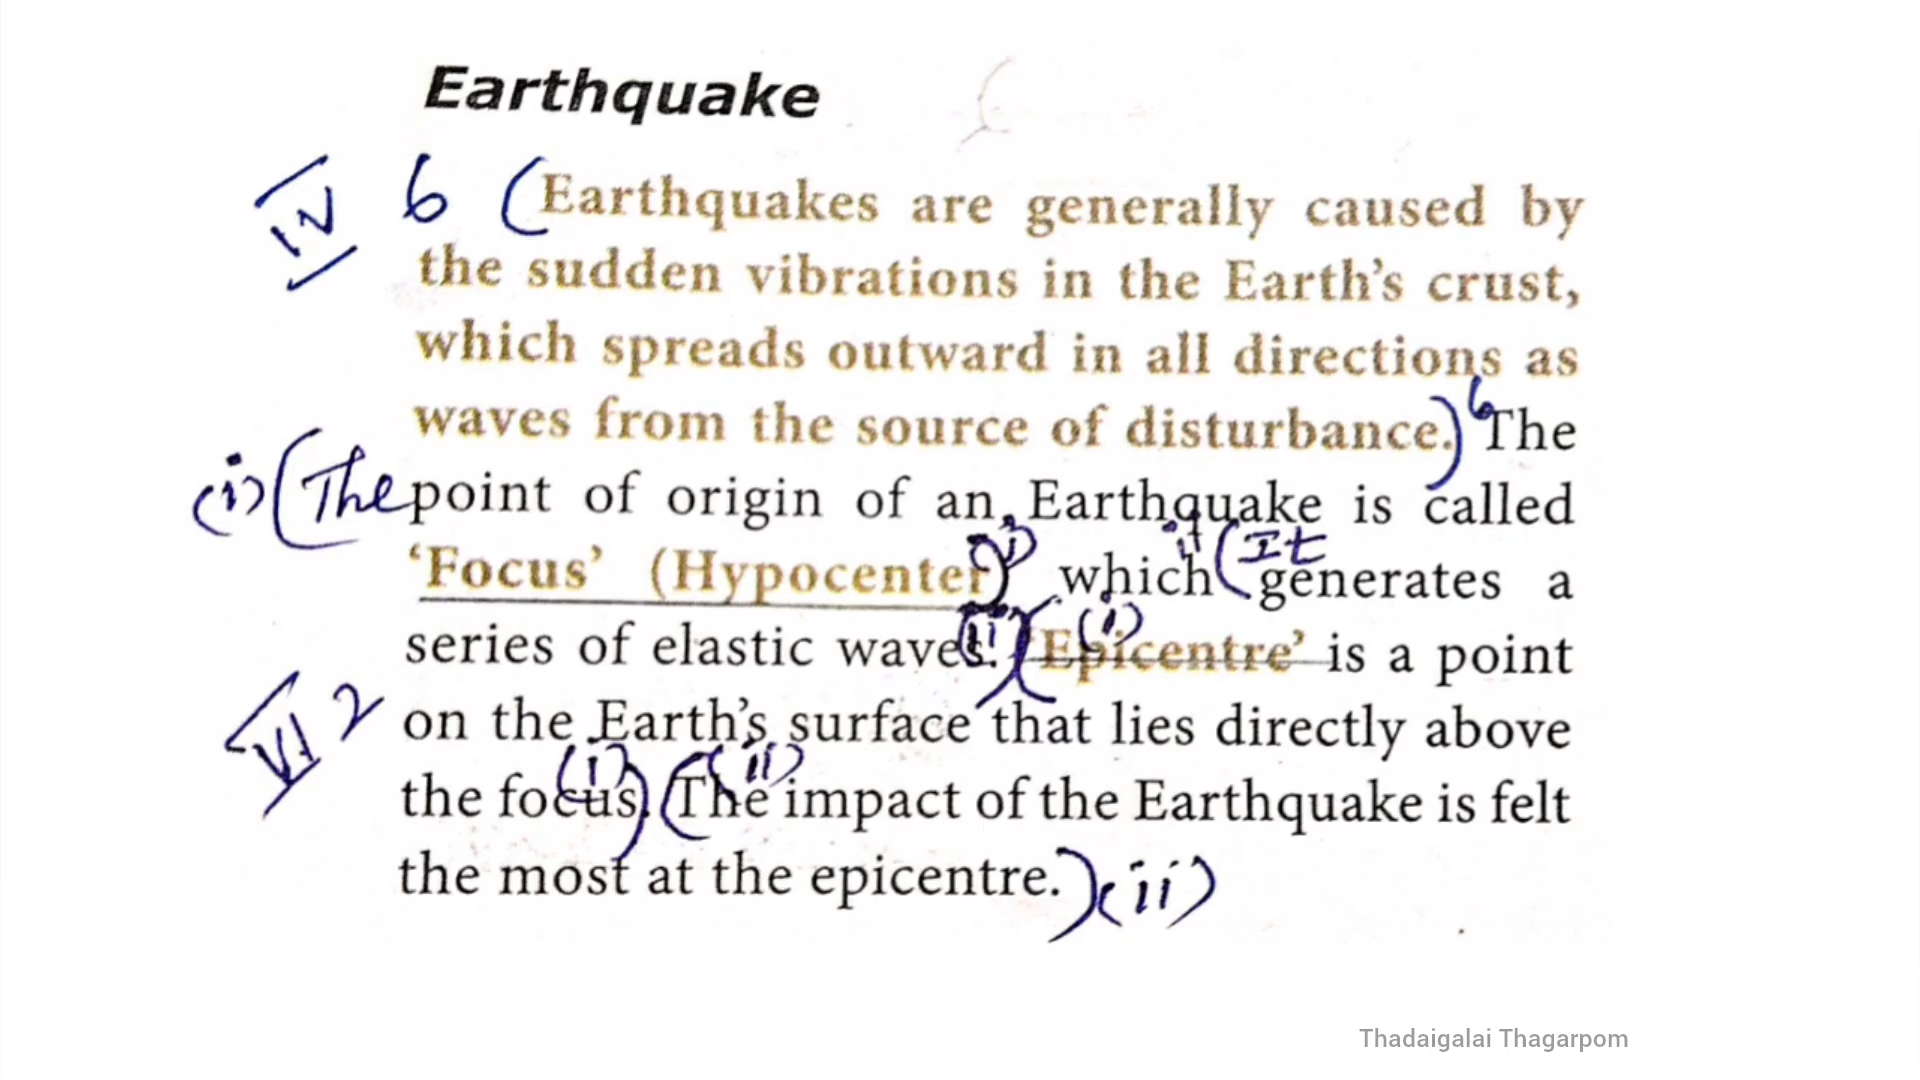 Earthquake
IV 6 (Earthquakes are generally caused by
the sudden vibrations in the Earth's crust,
which spreads outward in all directions as
waves from the source of disturbance.) 6 The
(i) (The point of origin of an Earthquake is called
'Focus' (Hypocenter) i) which ii (It generates a
series of elastic waves. ii) (i) 'Epicentre' is a point
on the Earth's surface that lies directly above
VI 2
the focus. (i)) ((ii) The impact of the Earthquake is felt
the most at the epicentre.) (ii)
Thadaigalai Thagarpom